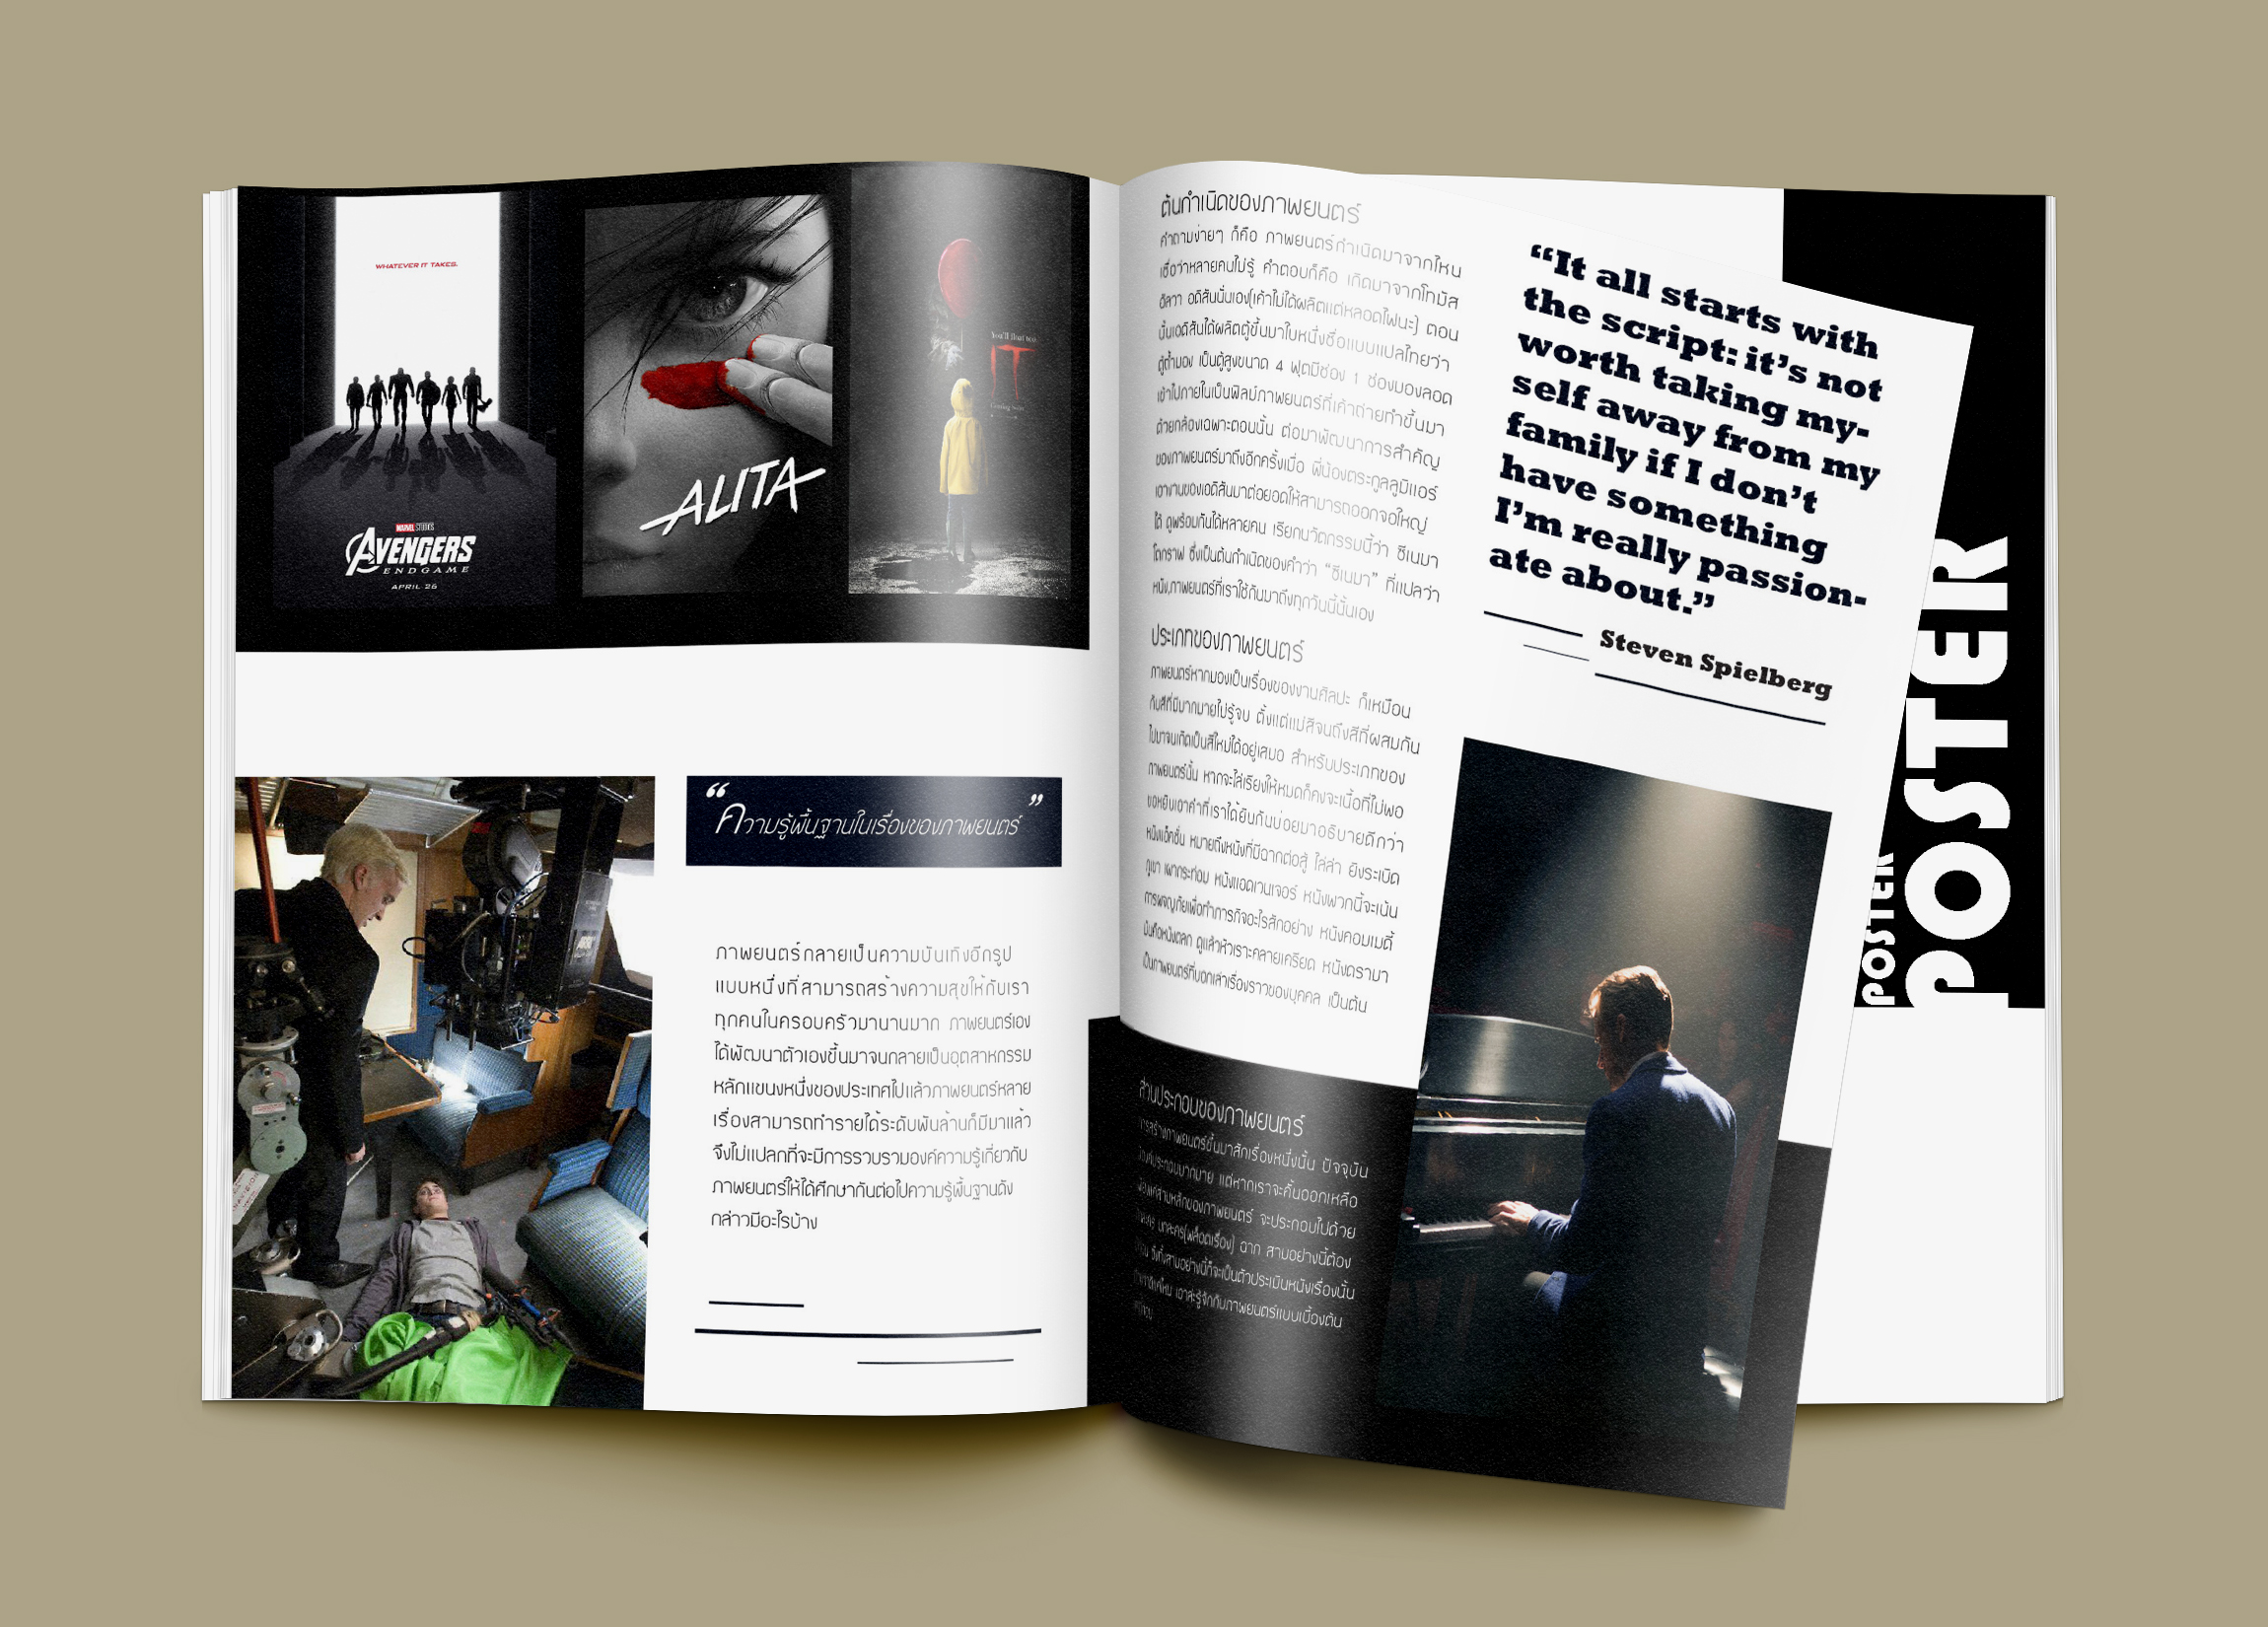 WHATEVER IT TAKES.
MARVEL STUDIOS
AVENGERS
ENDGAME
APRIL 26
ALITA
You'll float too
IT
Coming soon
“ความรู้พื้นฐานในเรื่องของภาพยนตร์”
ภาพยนตร์กลายเป็นความบันเทิงอีกรูป
แบบหนึ่งที่สามารถสร้างความสุขให้กับเรา
ทุกคนในครอบครัวมานานมาก ภาพยนตร์เอง
ได้พัฒนาตัวเองขึ้นมาจนกลายเป็นอุตสาหกรรม
หลักแขนงหนึ่งของประเทศไปแล้วภาพยนตร์หลาย
เรื่องสามารถทำรายได้ระดับพันล้านก็มีมาแล้ว
จึงไม่แปลกที่จะมีการรวบรวมองค์ความรู้เกี่ยวกับ
ภาพยนตร์ให้ได้ศึกษากันต่อไปความรู้พื้นฐานดัง
กล่าวมีอะไรบ้าง
ต้นกำเนิดของภาพยนตร์
คำถามง่ายๆ ก็คือ ภาพยนตร์กำเนิดมาจากไหน
เชื่อว่าหลายคนไม่รู้ คำตอบก็คือ เกิดมาจากโทมัส
อัลวา เอดิสันนั่นเอง(เค้าไม่ได้ผลิตแต่หลอดไฟนะ) ตอน
นั้นเอดิสันได้ผลิตตู้ขึ้นมาใบหนึ่งชื่อแบบแปลไทยว่า
ตู้ถ้ำมอง เป็นตู้สูงขนาด 4 ฟุตมีช่อง 1 ช่องมองลอด
เข้าไปภายในเป็นฟิลม์ภาพยนตร์ที่เค้าถ่ายทำขึ้นมา
ด้วยกล้องเฉพาะตอนนั้น ต่อมาพัฒนาการสำคัญ
ของภาพยนตร์มาถึงอีกครั้งเมื่อ พี่น้องตระกูลลูมิแอร์
เอางานของเอดิสันมาต่อยอดให้สามารถออกจอใหญ่
ได้ ดูพร้อมกันได้หลายคน เรียกนวัตกรรมนี้ว่า ซีเนมา
โตกราฟ ซึ่งเป็นต้นกำเนิดของคำว่า “ซีเนมา” ที่แปลว่า
หนัง,ภาพยนตร์ที่เราใช้กันมาถึงทุกวันนี้นั้นเอง
ประเภทของภาพยนตร์
ภาพยนตร์หากมองเป็นเรื่องของงานศิลปะ ก็เหมือน
กับสีที่มีมากมายไม่รู้จบ ตั้งแต่แม่สีจนถึงสีที่ผสมกัน
ไปมาจนเกิดเป็นสีใหม่ได้อยู่เสมอ สำหรับประเภทของ
ภาพยนตร์นั้น หากจะไล่เรียงให้หมดก็คงจะเนื้อที่ไม่พอ
ขอหยิบเอาคำที่เราได้ยินกันบ่อยมาอธิบายดีกว่า
หนังแอ็คชั่น หมายถึงหนังที่มีฉากต่อสู้ ไล่ล่า ยิงระเบิด
ภูเขา เผากระท่อม หนังแอดเวนเจอร์ หนังพวกนี้จะเน้น
การผจญภัยเพื่อทำภารกิจอะไรสักอย่าง หนังคอมเมดี้
มันคือหนังตลก ดูแล้วหัวเราะคลายเครียด หนังดรามา
เป็นภาพยนตร์ที่บอกเล่าเรื่องราวของบุคคล เป็นต้น
ส่วนประกอบของภาพยนตร์
การสร้างภาพยนตร์ขึ้นมาสักเรื่องหนึ่งนั้น ปัจจุบัน
มากมาย แต่หากเราจะคั้นออกเหลือ
ของภาพยนตร์ จะประกอบไปด้วย
บทละคร(พล็อตเรื่อง) ฉาก สามอย่างนี้ต้อง
ซึ่งทั้งสามอย่างนี้ก็จะเป็นตัวประเมินหนังเรื่องนั้น
เอาล่ะรู้จักกับภาพยนตร์แบบเบื้องต้น
“It all starts with
the script: it’s not
worth taking my-
self away from my
family if I don’t
have something
I’m really passion-
ate about.”
Steven Spielberg
POSTER
POSTER